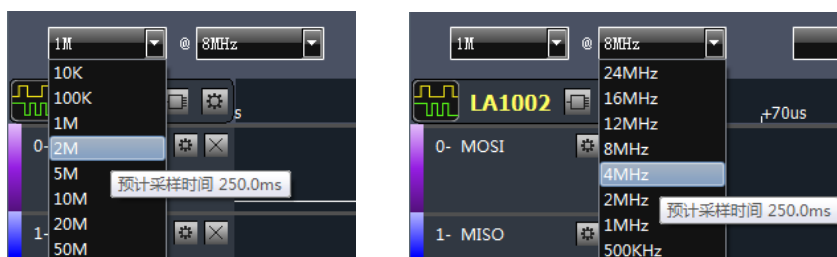 1M @ 8MHz
10K
100K
1M
2M
5M
10M
20M
50M
s
0-
1-
预计采样时间 250.0ms
1M @ 8MHz
24MHz
16MHz
12MHz
8MHz
4MHz
2MHz
1MHz
500KHz
LA1002
+70us
0- MOSI
预计采样时间 250.0ms
1- MISO